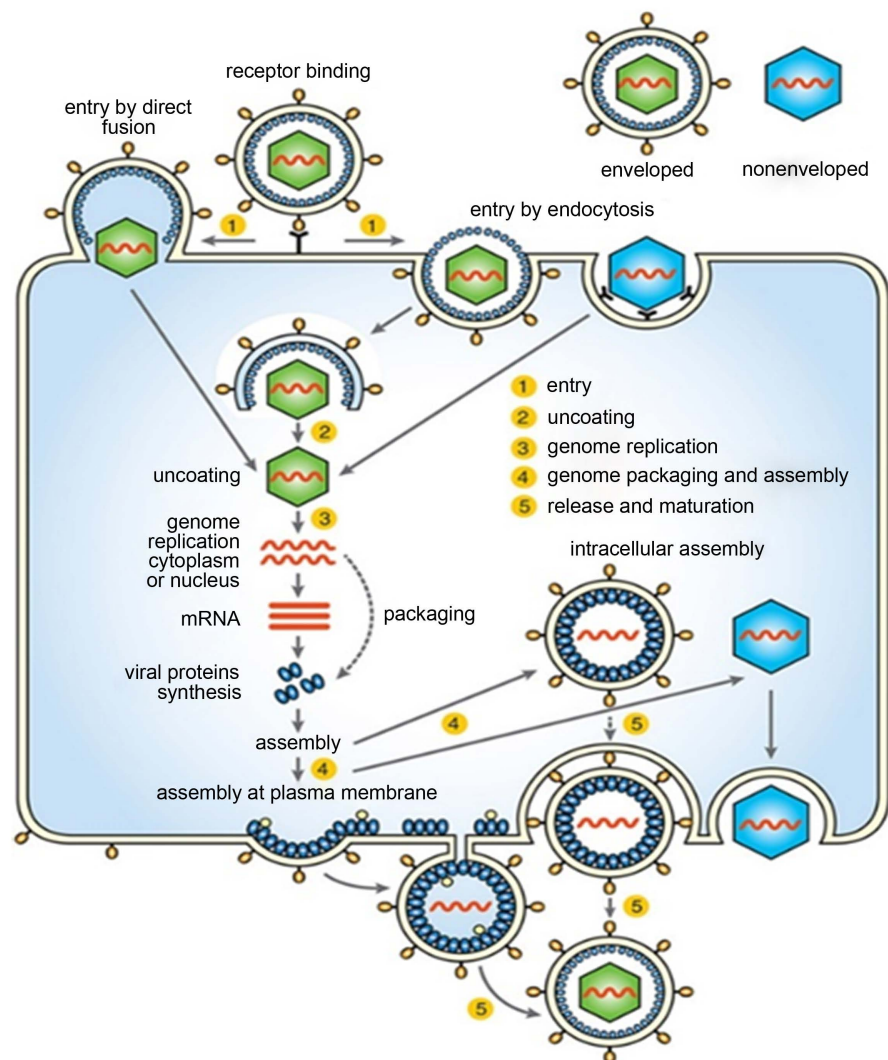 receptor binding
entry by direct
fusion
enveloped
nonenveloped
entry by endocytosis
1
1
1 entry
2 uncoating
3 genome replication
4 genome packaging and assembly
5 release and maturation
2
uncoating
3
genome
replication
cytoplasm
or nucleus
mRNA
packaging
viral proteins
synthesis
intracellular assembly
4
5
assembly
4
assembly at plasma membrane
5
5